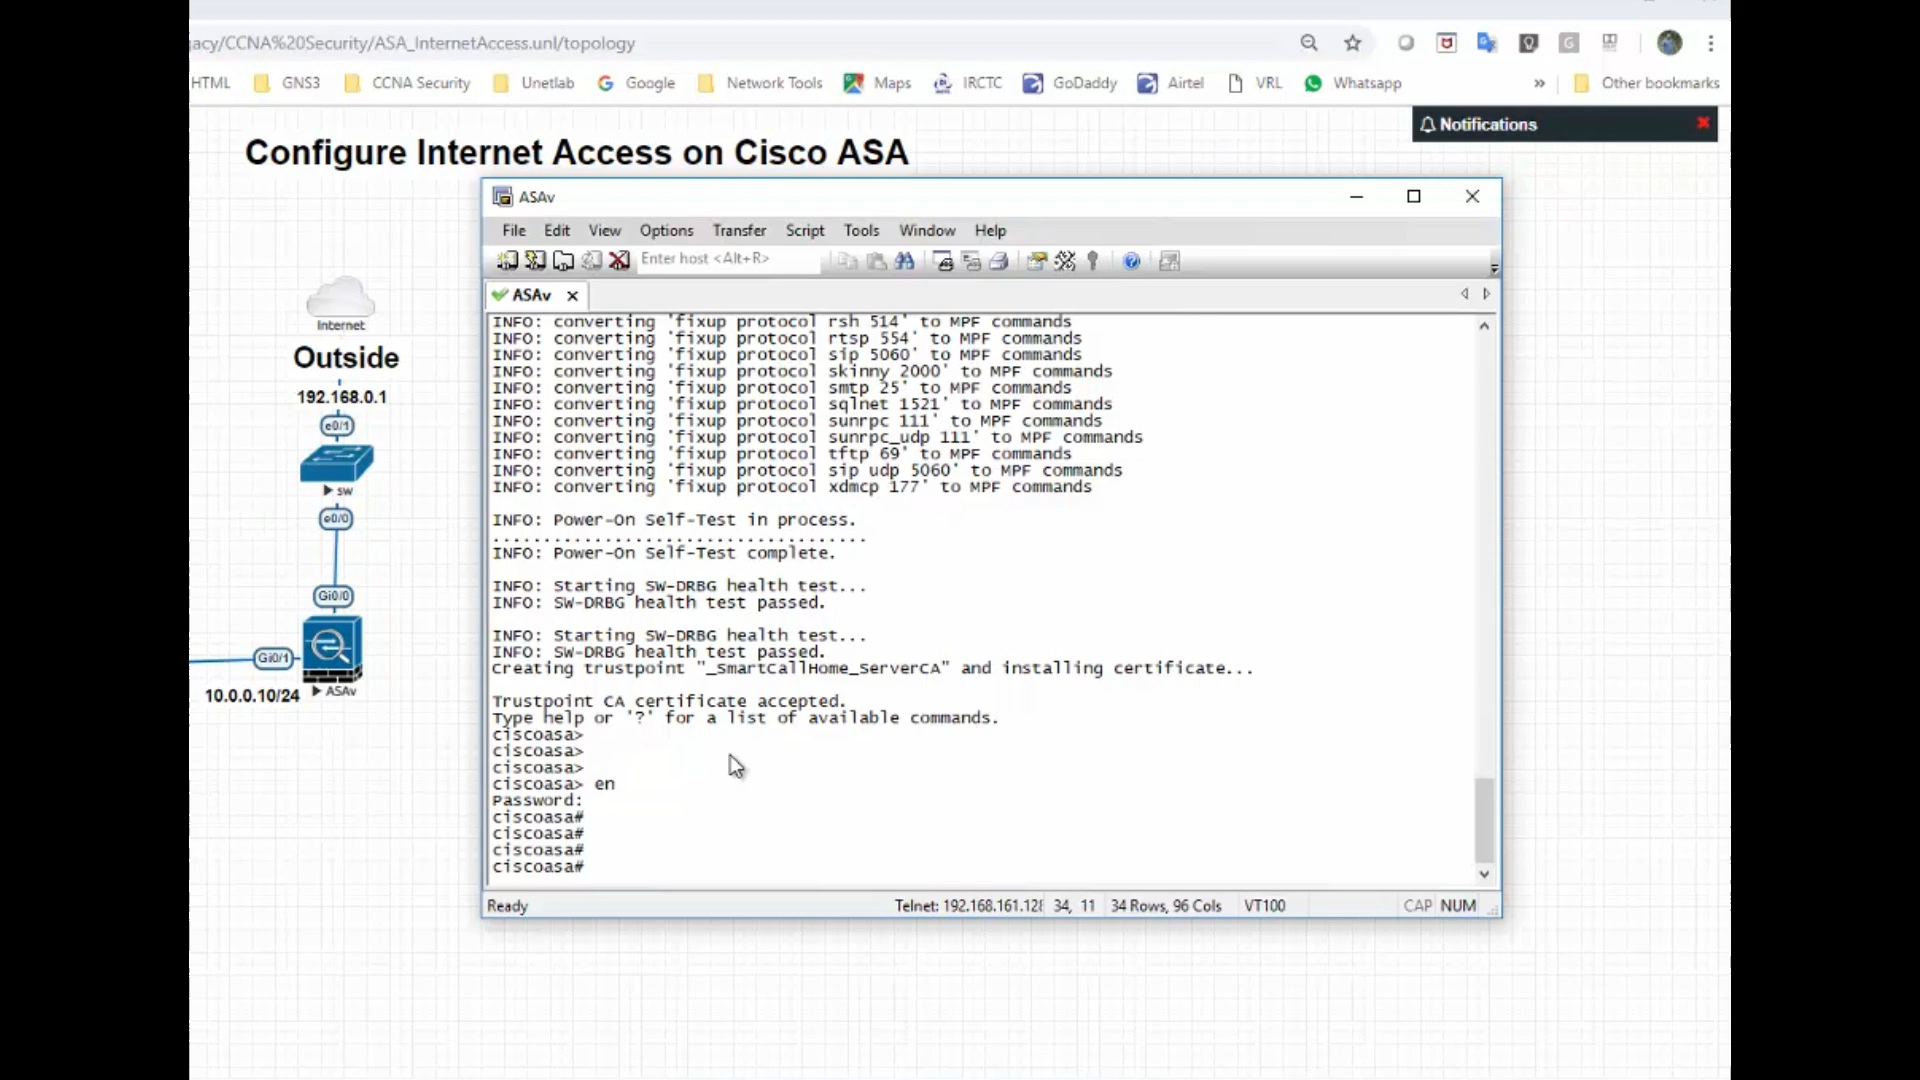 acy/CCNA%20Security/ASA_InternetAccess.unl/topology
HTML GNS3 CCNA Security Unetlab Google Network Tools Maps IRCTC GoDaddy Airtel VRL Whatsapp » Other bookmarks
Notifications
Configure Internet Access on Cisco ASA
Internet
Outside
192.168.0.1
e0/1
sw
e0/0
Gi0/0
Gi0/1
10.0.0.10/24
ASAv
ASAv
File Edit View Options Transfer Script Tools Window Help
Enter host <Alt+R>
ASAv
INFO: converting 'fixup protocol rsh 514' to MPF commands
INFO: converting 'fixup protocol rtsp 554' to MPF commands
INFO: converting 'fixup protocol sip 5060' to MPF commands
INFO: converting 'fixup protocol skinny 2000' to MPF commands
INFO: converting 'fixup protocol smtp 25' to MPF commands
INFO: converting 'fixup protocol sqlnet 1521' to MPF commands
INFO: converting 'fixup protocol sunrpc 111' to MPF commands
INFO: converting 'fixup protocol sunrpc_udp 111' to MPF commands
INFO: converting 'fixup protocol tftp 69' to MPF commands
INFO: converting 'fixup protocol sip udp 5060' to MPF commands
INFO: converting 'fixup protocol xdmcp 177' to MPF commands
INFO: Power-On Self-Test in process.
.....................................
INFO: Power-On Self-Test complete.
INFO: Starting SW-DRBG health test...
INFO: SW-DRBG health test passed.
INFO: Starting SW-DRBG health test...
INFO: SW-DRBG health test passed.
Creating trustpoint "_SmartCallHome_ServerCA" and installing certificate...
Trustpoint CA certificate accepted.
Type help or '?' for a list of available commands.
ciscoasa>
ciscoasa>
ciscoasa>
ciscoasa> en
Password:
ciscoasa#
ciscoasa#
ciscoasa#
ciscoasa#
Ready Telnet: 192.168.161.128 34, 11 34 Rows, 96 Cols VT100 CAP NUM